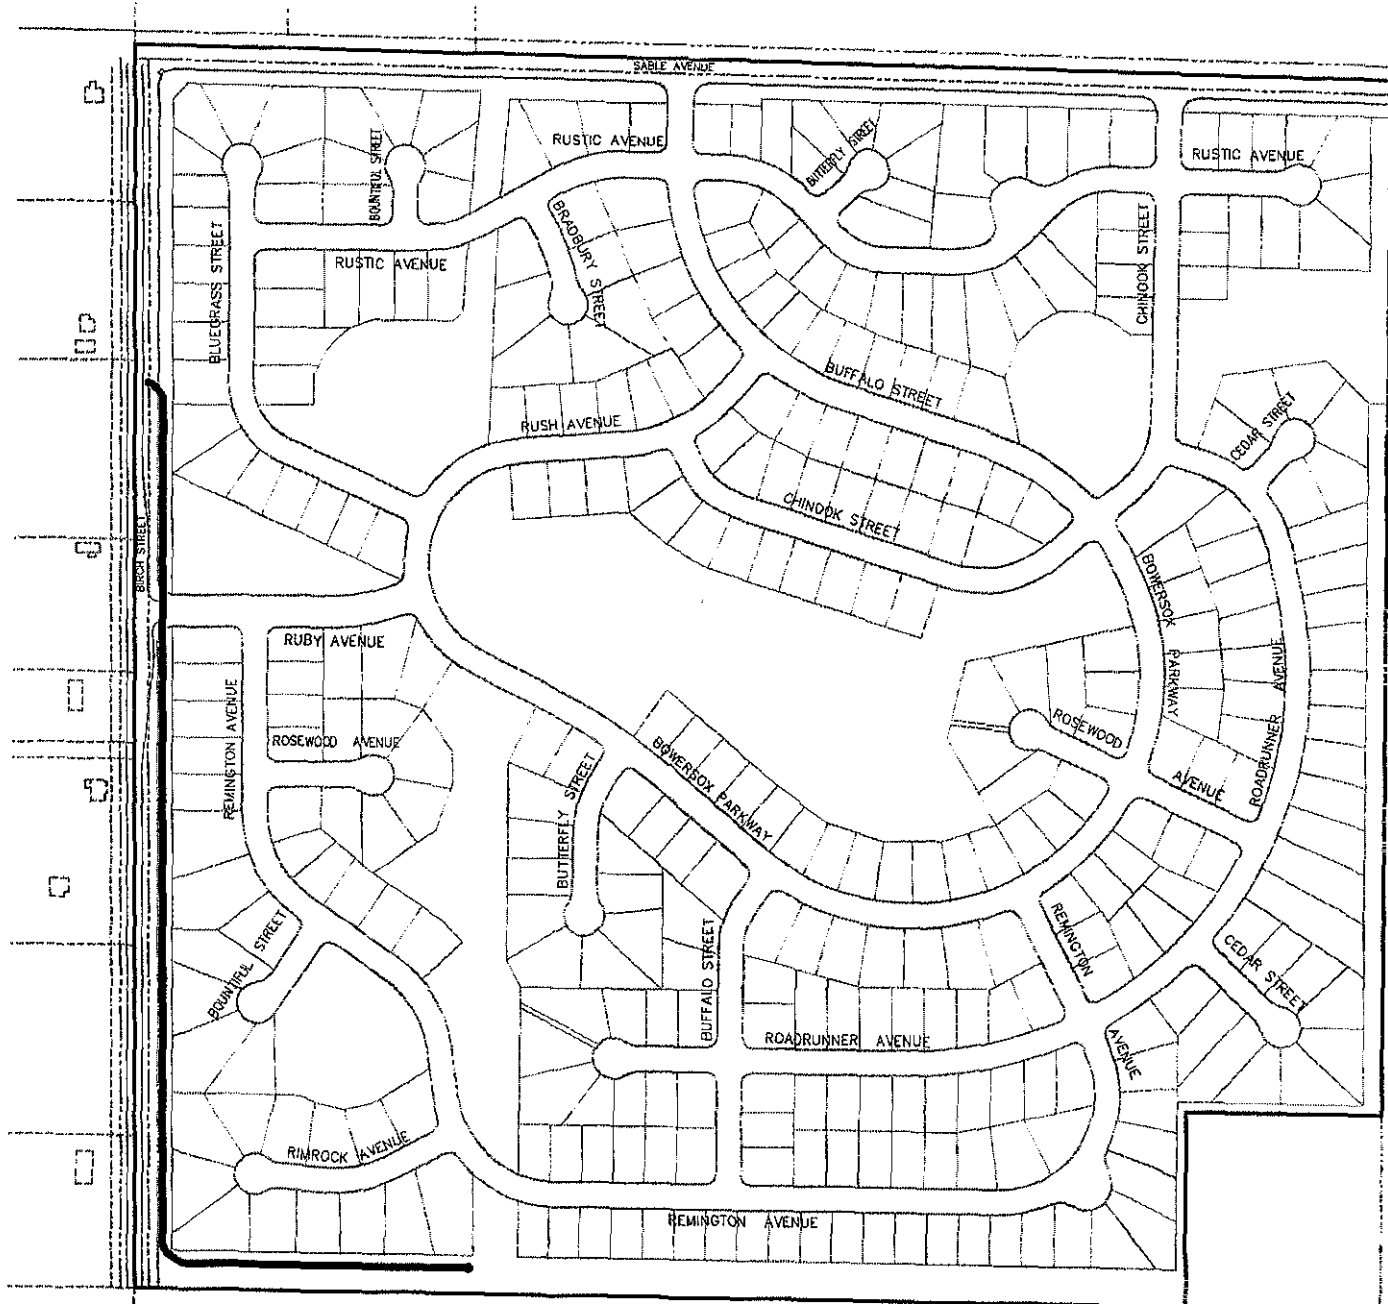 SABLE AVENUE
RUSTIC AVENUE
BOUNTIFUL STREET
BUTTERFLY STREET
RUSTIC AVENUE
BRADBURY STREET
CHINOOK STREET
BLUEGRASS STREET
RUSTIC AVENUE
BUFFALO STREET
CEDAR STREET
RUSH AVENUE
CHINOOK STREET
BIRCH STREET
BOWERSOX PARKWAY
RUBY AVENUE
ROADRUNNER AVENUE
REMINGTON AVENUE
ROSEWOOD AVENUE
ROSEWOOD AVENUE
BUTTERFLY STREET
BOWERSOX PARKWAY
BOUNTIFUL STREET
BUFFALO STREET
REMINGTON AVENUE
CEDAR STREET
ROADRUNNER AVENUE
RIMROCK AVENUE
REMINGTON AVENUE